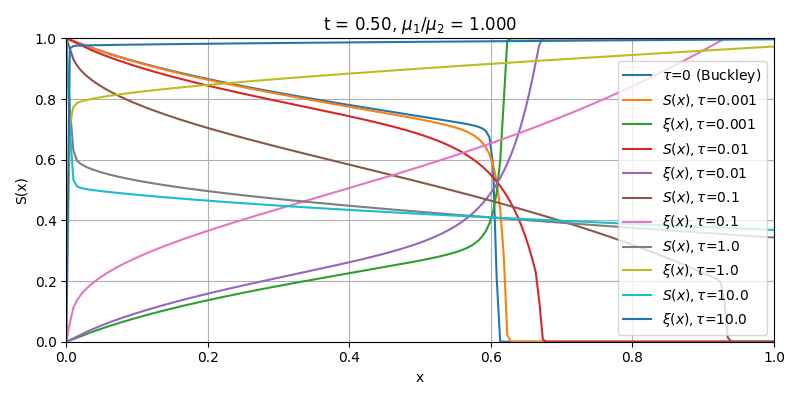 t = 0.50, μ₁/μ₂ = 1.000
S(x)
1.0
0.8
0.6
0.4
0.2
0.0
τ=0 (Buckley)
S(x), τ=0.001
ξ(x), τ=0.001
S(x), τ=0.01
ξ(x), τ=0.01
S(x), τ=0.1
ξ(x), τ=0.1
S(x), τ=1.0
ξ(x), τ=1.0
S(x), τ=10.0
ξ(x), τ=10.0
0.0 0.2 0.4 0.6 0.8 1.0
x